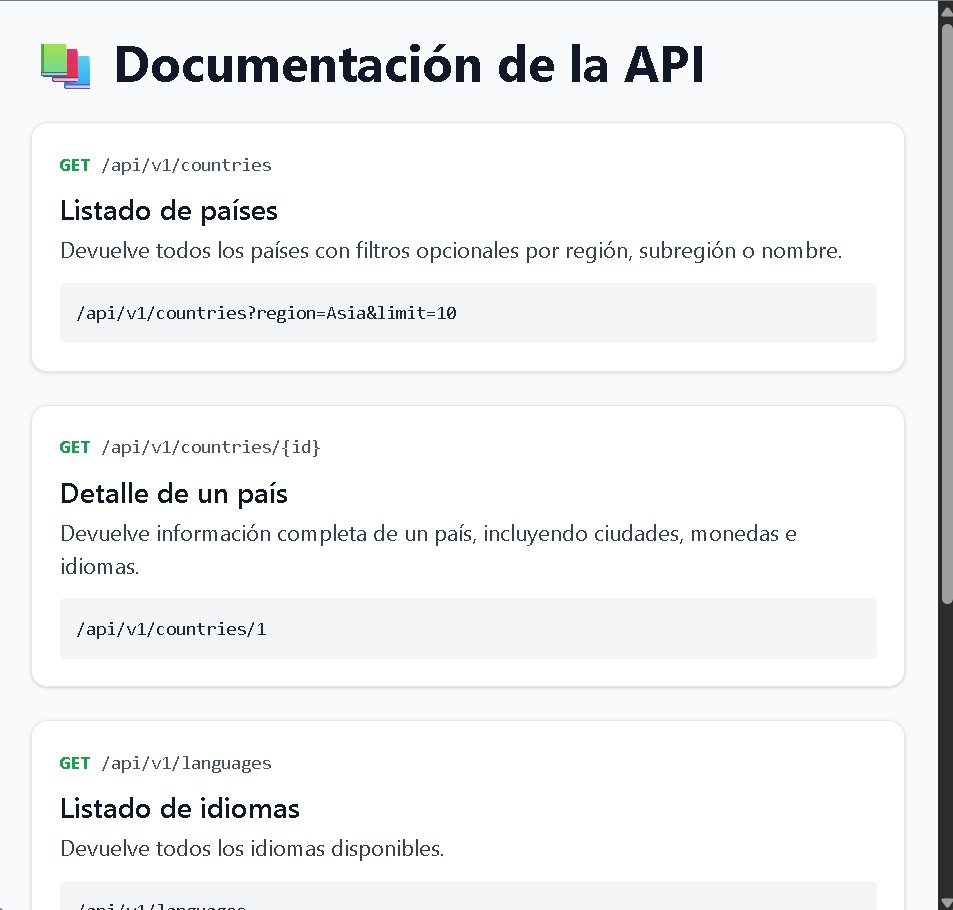 Documentación de la API
GET /api/v1/countries
Listado de países
Devuelve todos los países con filtros opcionales por región, subregión o nombre.
/api/v1/countries?region=Asia&limit=10
GET /api/v1/countries/{id}
Detalle de un país
Devuelve información completa de un país, incluyendo ciudades, monedas e
idiomas.
/api/v1/countries/1
GET /api/v1/languages
Listado de idiomas
Devuelve todos los idiomas disponibles.
/api/v1/languages